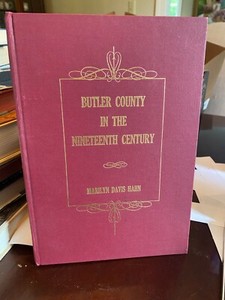 BUTLER COUNTY
IN THE
NINETEENTH CENTURY
MARILYN DAVIS HAHN